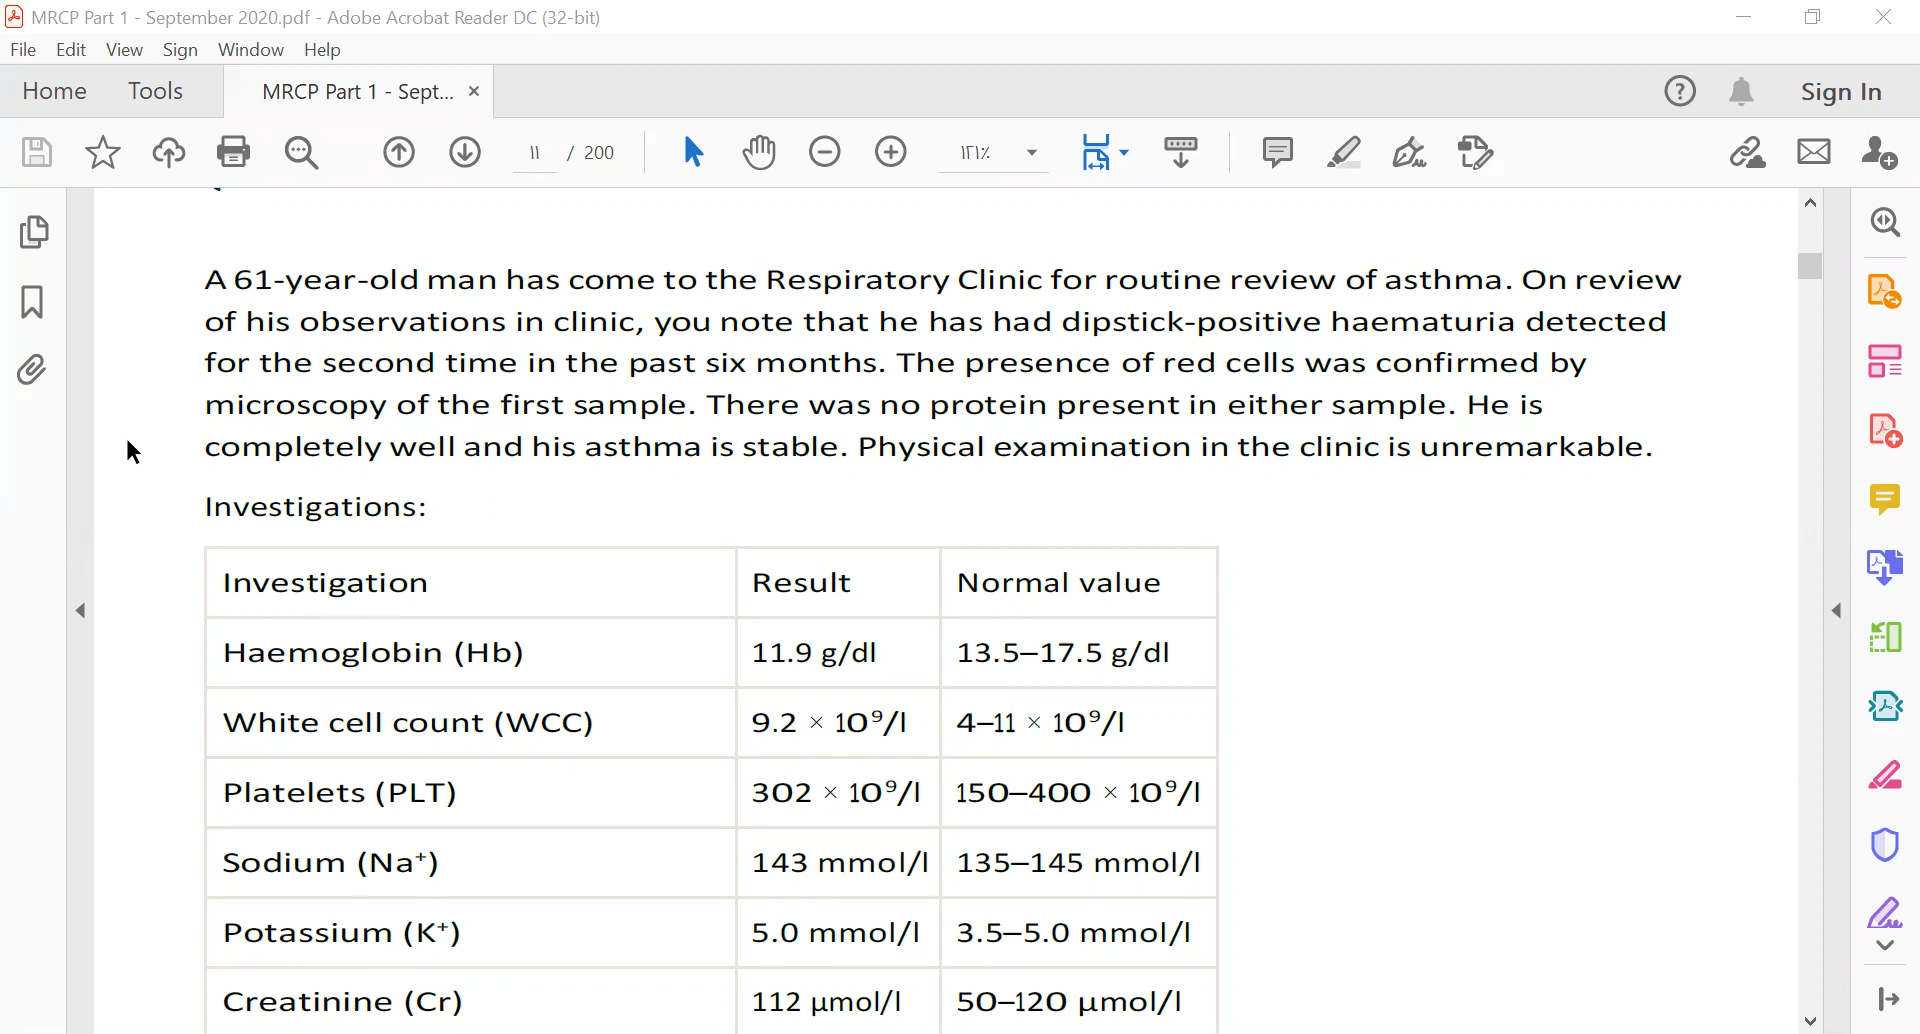 MRCP Part 1 - September 2020.pdf - Adobe Acrobat Reader DC (32-bit)
File Edit View Sign Window Help
Home Tools MRCP Part 1 - Sept... × Sign In
١١ / 200 ١٢١٪
A 61-year-old man has come to the Respiratory Clinic for routine review of asthma. On review
of his observations in clinic, you note that he has had dipstick-positive haematuria detected
for the second time in the past six months. The presence of red cells was confirmed by
microscopy of the first sample. There was no protein present in either sample. He is
completely well and his asthma is stable. Physical examination in the clinic is unremarkable.
Investigations:
Investigation Result Normal value
Haemoglobin (Hb) 11.9 g/dl 13.5–17.5 g/dl
White cell count (WCC) 9.2 × 10⁹/l 4–11 × 10⁹/l
Platelets (PLT) 302 × 10⁹/l 150–400 × 10⁹/l
Sodium (Na⁺) 143 mmol/l 135–145 mmol/l
Potassium (K⁺) 5.0 mmol/l 3.5–5.0 mmol/l
Creatinine (Cr) 112 μmol/l 50–120 μmol/l